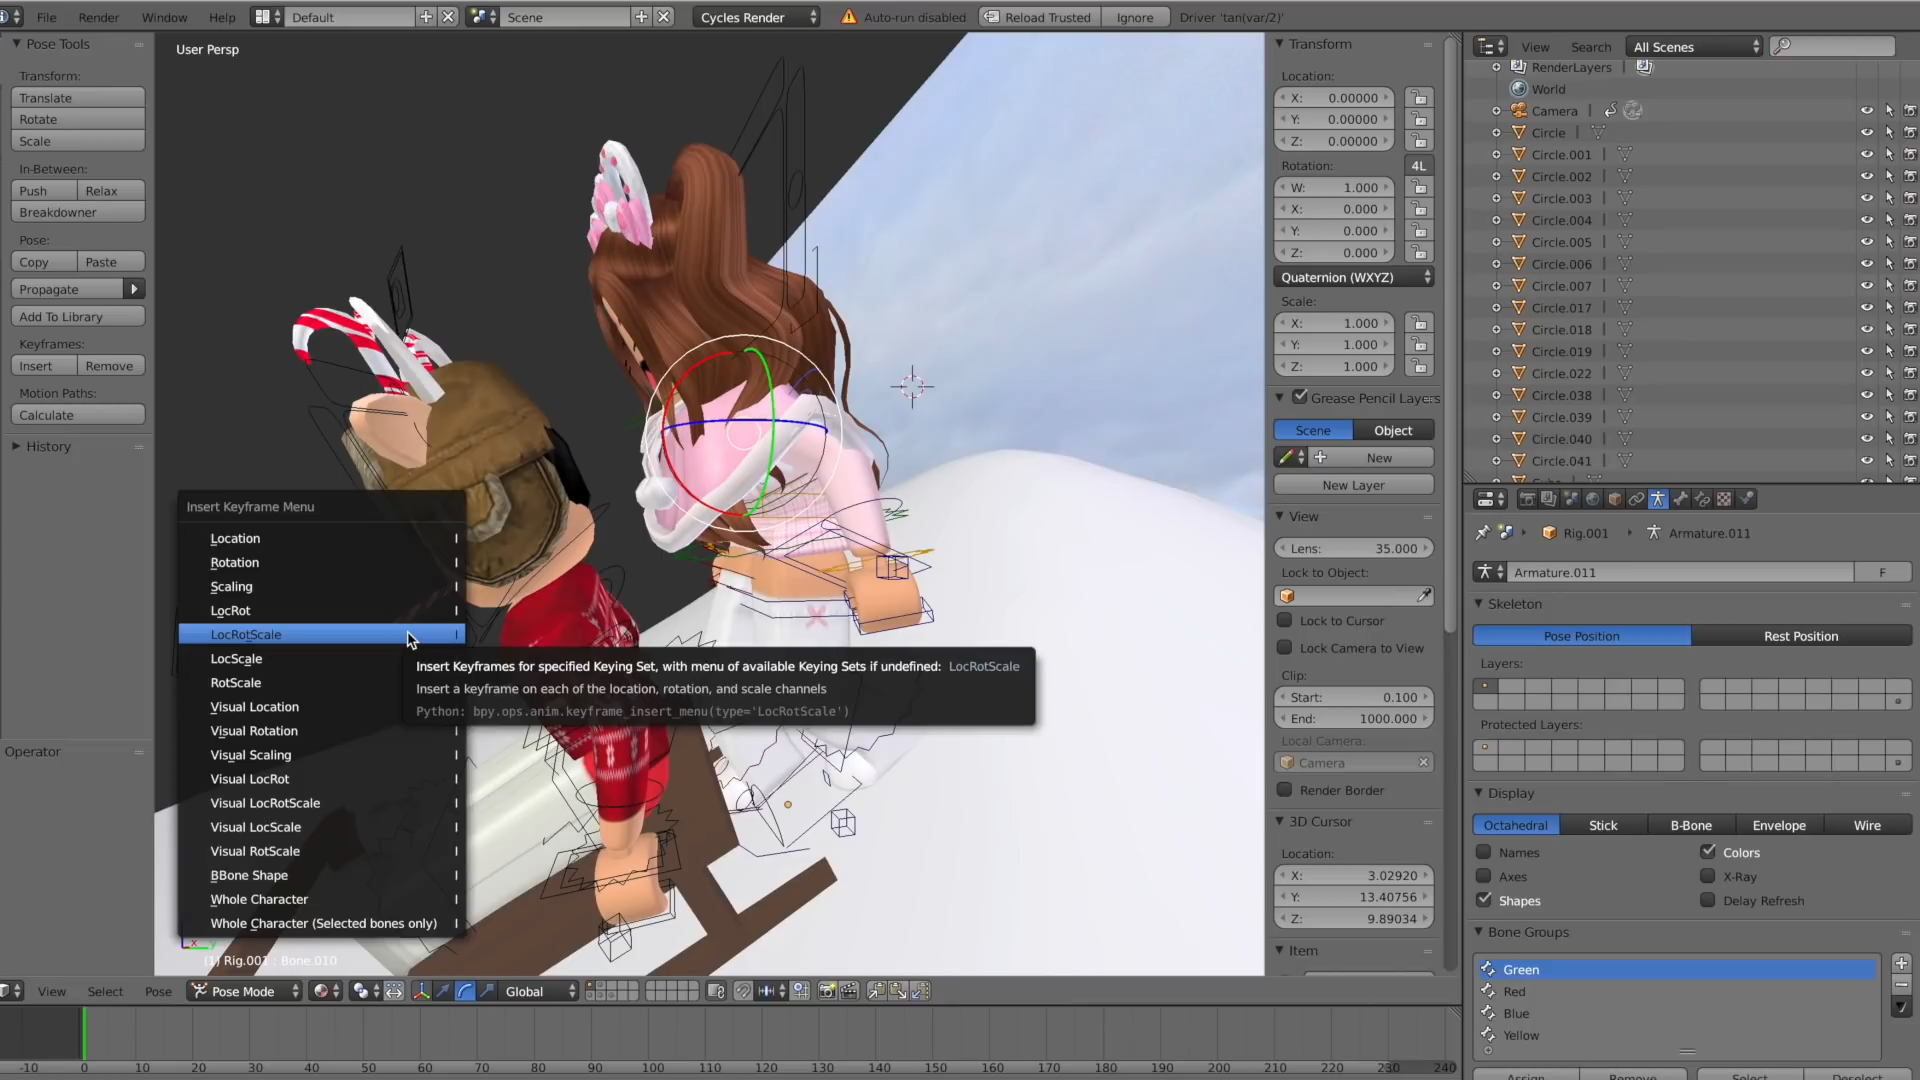 File Render Window Help Default Scene Cycles Render Auto-run disabled Reload Trusted Ignore Driver 'tan(var/2)'
Pose Tools
Transform:
Translate
Rotate
Scale
In-Between:
Push Relax
Breakdowner
Pose:
Copy Paste
Propagate
Add To Library
Keyframes:
Insert Remove
Motion Paths:
Calculate
History
Operator
User Persp
Insert Keyframe Menu
Location I
Rotation I
Scaling I
LocRot I
LocRotScale I
LocScale I
RotScale I
Visual Location I
Visual Rotation I
Visual Scaling I
Visual LocRot I
Visual LocRotScale I
Visual LocScale I
Visual RotScale I
BBone Shape I
Whole Character I
Whole Character (Selected bones only) I
Insert Keyframes for specified Keying Set, with menu of available Keying Sets if undefined: LocRotScale
Insert a keyframe on each of the location, rotation, and scale channels
Python: bpy.ops.anim.keyframe_insert_menu(type='LocRotScale')
(1) Rig.001 : Bone.010
View Select Pose Pose Mode Global
-10 0 10 20 30 40 50 60 70 80 90 100 110 120 130 140 150 160 170 180 190 200 210 220 230 240
Transform
Location:
X: 0.00000
Y: 0.00000
Z: 0.00000
Rotation: 4L
W: 1.000
X: 0.000
Y: 0.000
Z: 0.000
Quaternion (WXYZ)
Scale:
X: 1.000
Y: 1.000
Z: 1.000
Grease Pencil Layers
Scene Object
New
New Layer
View
Lens: 35.000
Lock to Object:
Lock to Cursor
Lock Camera to View
Clip:
Start: 0.100
End: 1000.000
Local Camera:
Camera
Render Border
3D Cursor
Location:
X: 3.02920
Y: 13.40756
Z: 9.89034
Item
View Search All Scenes
RenderLayers
World
Camera
Circle
Circle.001
Circle.002
Circle.003
Circle.004
Circle.005
Circle.006
Circle.007
Circle.017
Circle.018
Circle.019
Circle.022
Circle.038
Circle.039
Circle.040
Circle.041
Rig.001 Armature.011
Armature.011 F
Skeleton
Pose Position Rest Position
Layers:
Protected Layers:
Display
Octahedral Stick B-Bone Envelope Wire
Names Colors
Axes X-Ray
Shapes Delay Refresh
Bone Groups
Green
Red
Blue
Yellow
Assign Remove Select Deselect